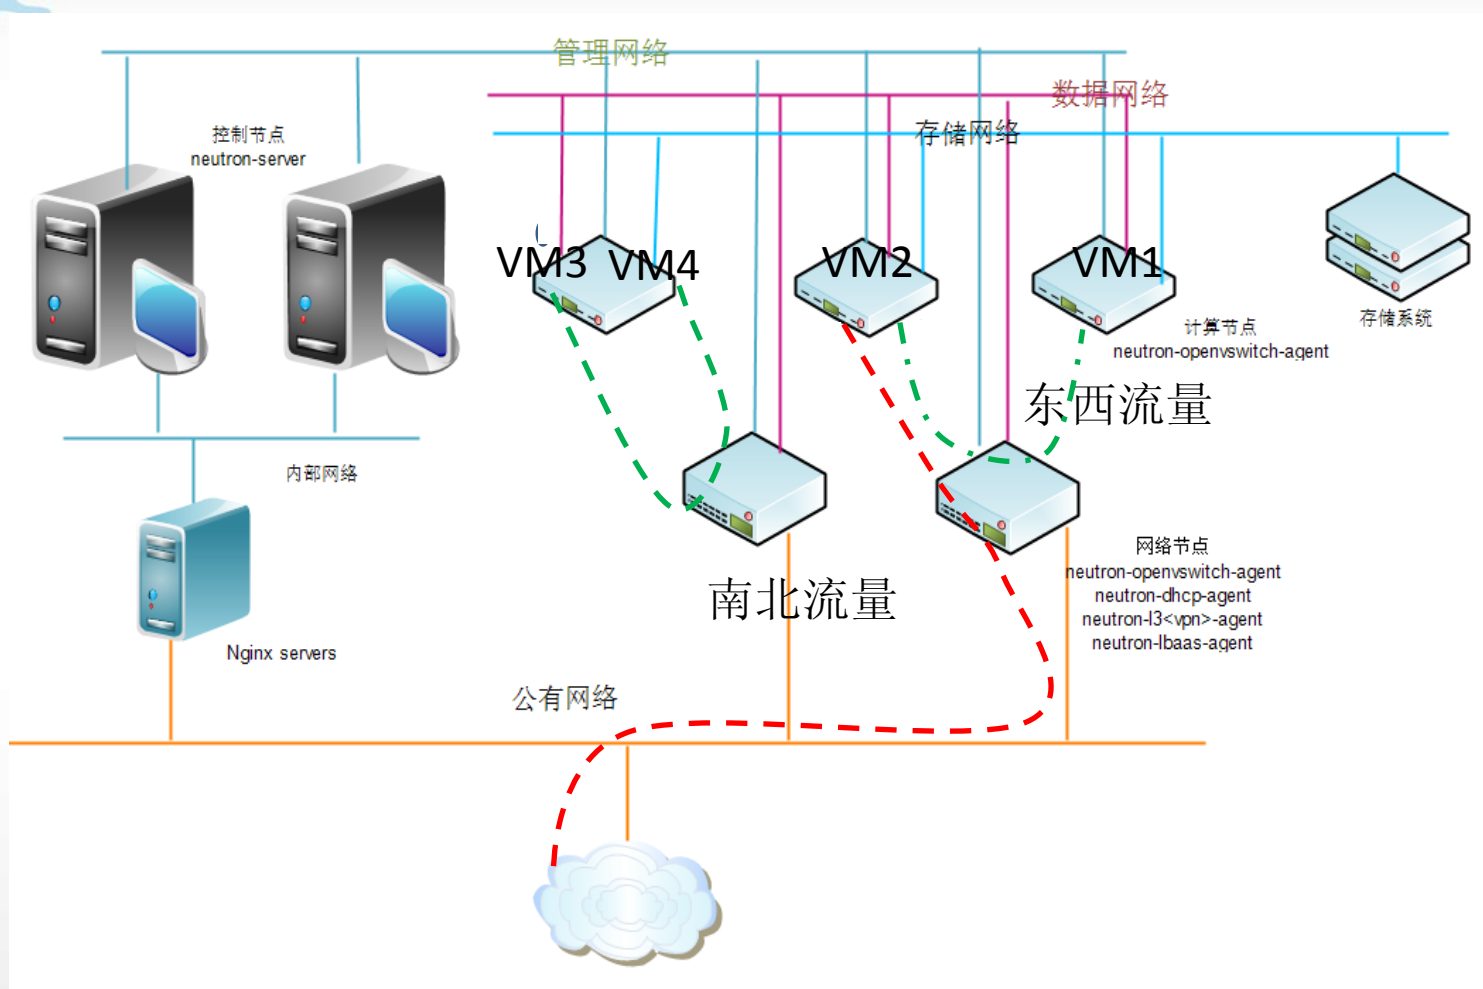 管理网络
数据网络
存储网络
控制节点
neutron-server
VM3
VM4
VM2
VM1
存储系统
计算节点
neutron-openvswitch-agent
东西流量
内部网络
网络节点
neutron-openvswitch-agent
neutron-dhcp-agent
neutron-l3<vpn>-agent
neutron-lbaas-agent
南北流量
Nginx servers
公有网络